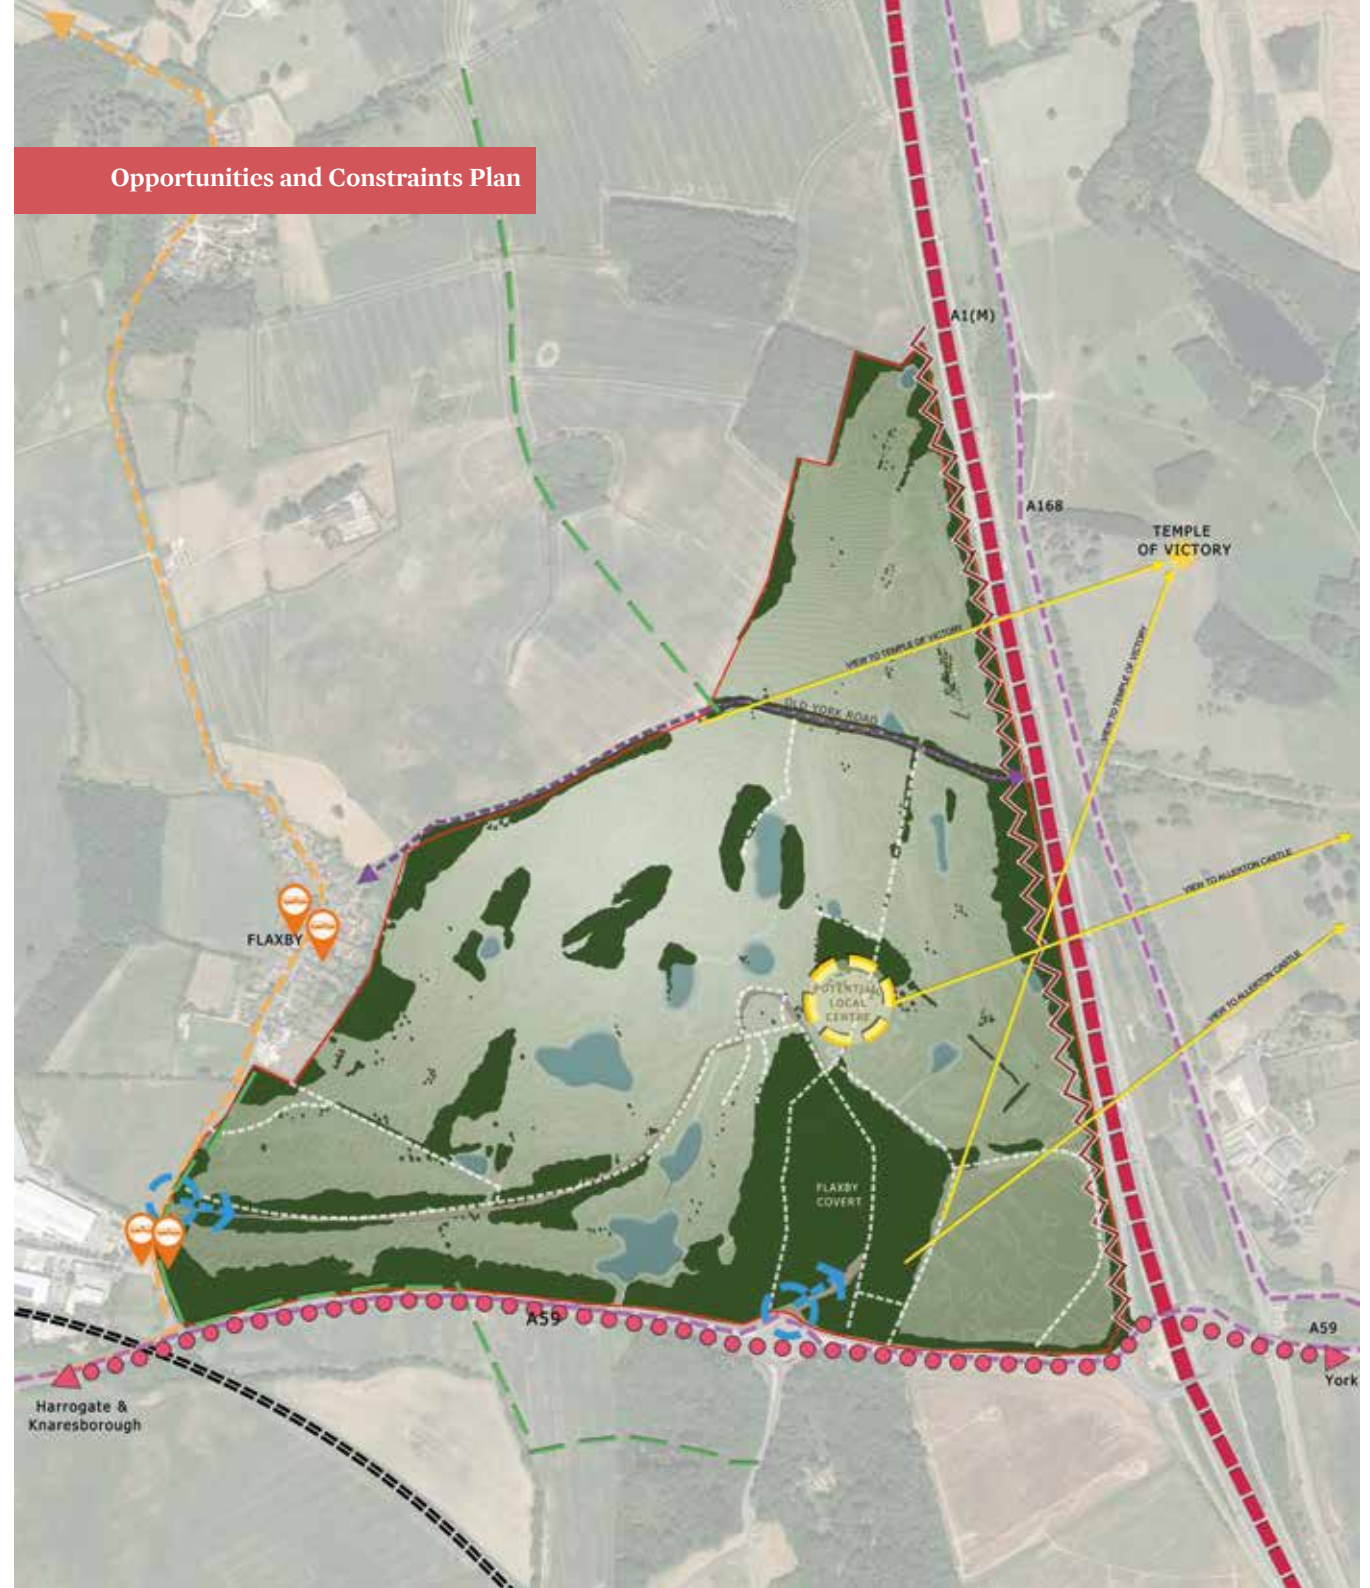 Opportunities and Constraints Plan
A1(M)
A168
TEMPLE
OF VICTORY
VIEW TO TEMPLE OF VICTORY
VIEW TO TEMPLE OF VICTORY
OLD YORK ROAD
VIEW TO ALLERTON CASTLE
VIEW TO ALLERTON CASTLE
FLAXBY
POTENTIAL
LOCAL
CENTRE
FLAXBY
COVERT
A59
A59
York
Harrogate &
Knaresborough